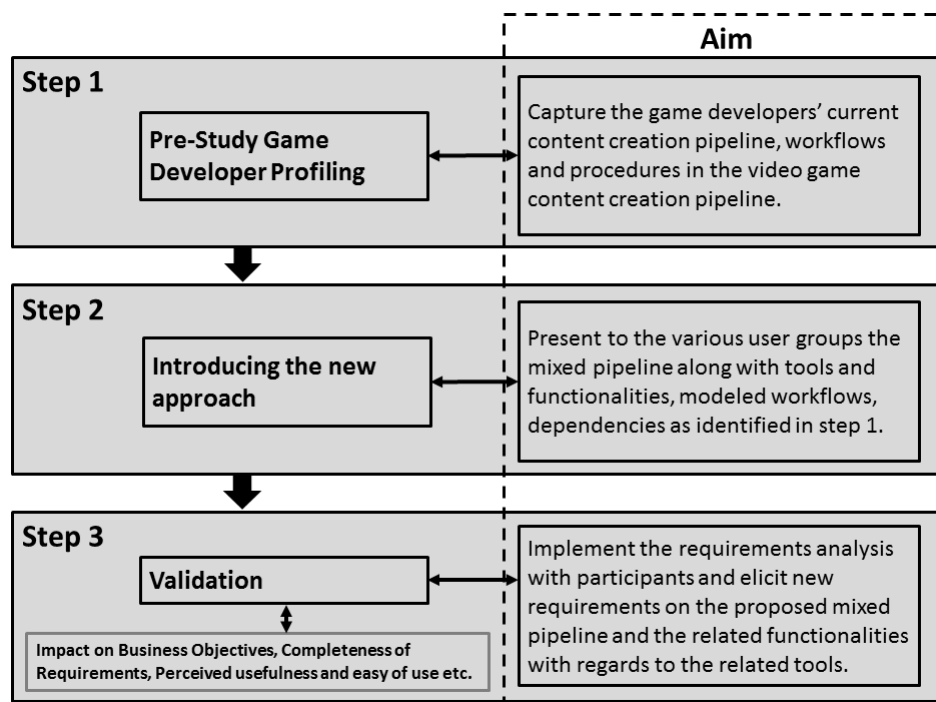 Aim
Step 1
Pre-Study Game
Developer Profiling
Capture the game developers' current
content creation pipeline, workflows
and procedures in the video game
content creation pipeline.
Step 2
Introducing the new
approach
Present to the various user groups the
mixed pipeline along with tools and
functionalities, modeled workflows,
dependencies as identified in step 1.
Step 3
Validation
Impact on Business Objectives, Completeness of
Requirements, Perceived usefulness and easy of use etc.
Implement the requirements analysis
with participants and elicit new
requirements on the proposed mixed
pipeline and the related functionalities
with regards to the related tools.